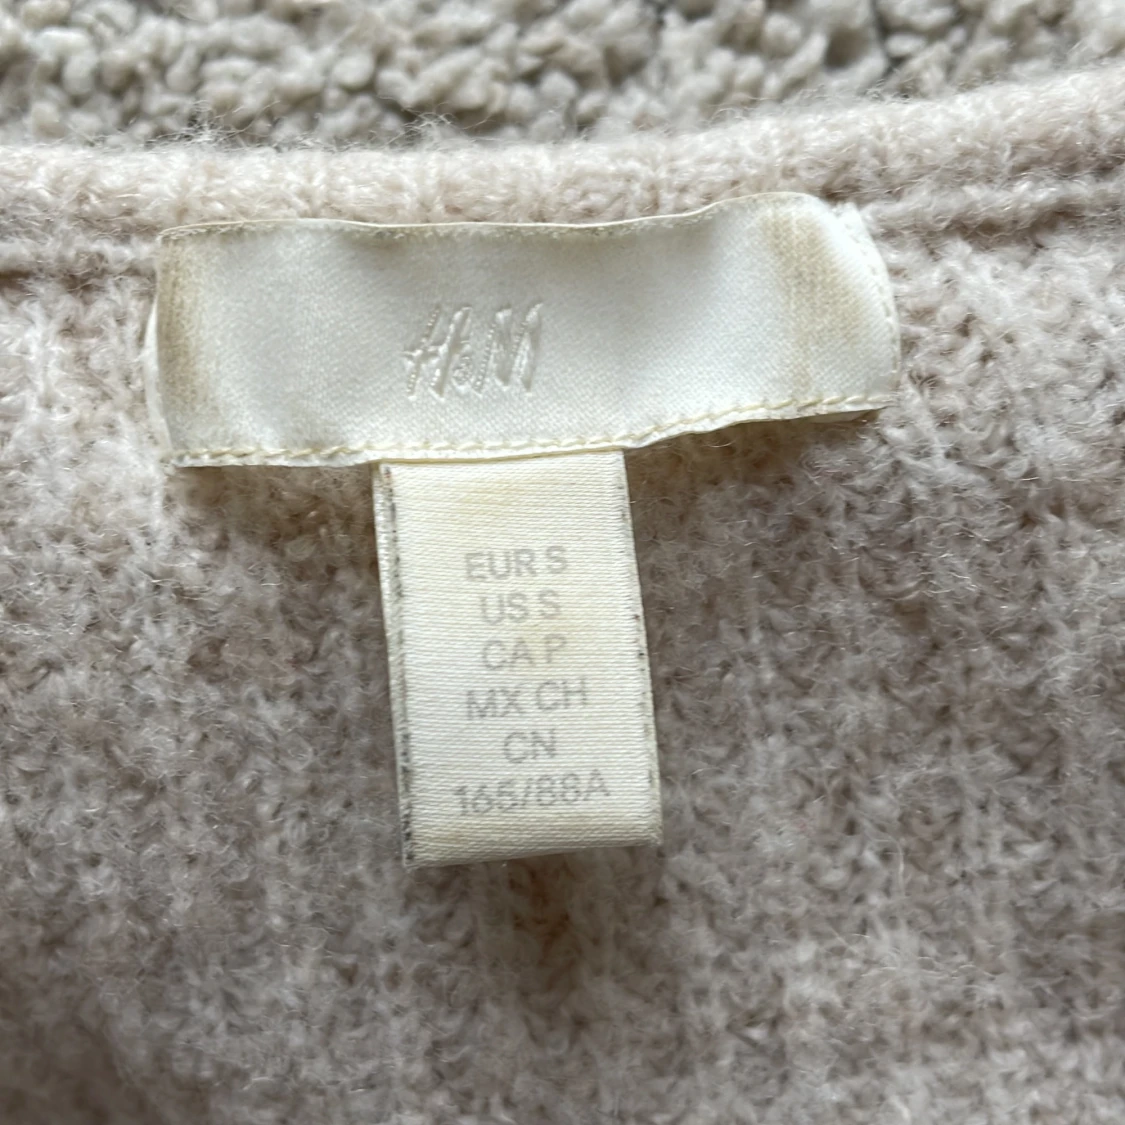 H&M
EUR S
US S
CA P
MX CH
CN
165/88A